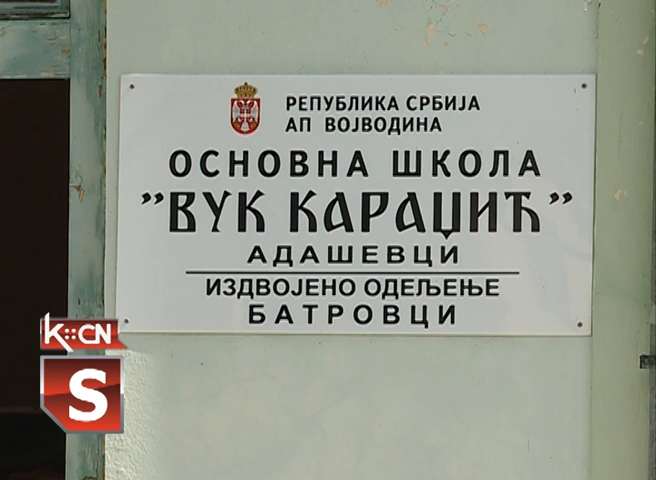 РЕПУБЛИКА СРБИЈА
АП ВОЈВОДИНА
ОСНОВНА ШКОЛА
"ВУК КАРАЏИЋ"
АДАШЕВЦИ
ИЗДВОЈЕНО ОДЕЉЕЊЕ
БАТРОВЦИ
K::CN
S